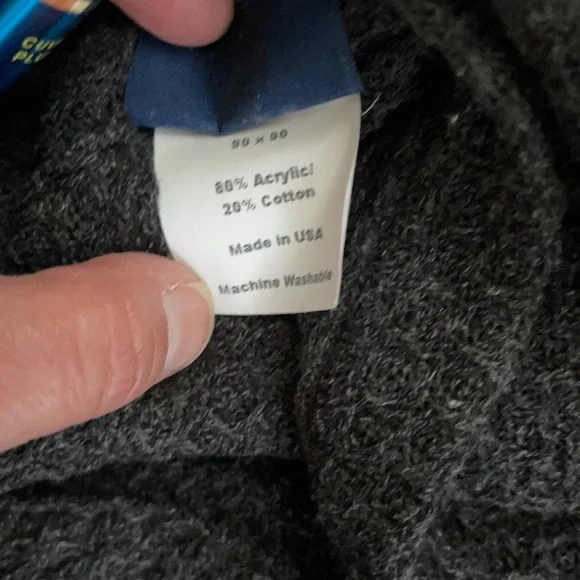 90 x 90
80% Acrylic/
20% Cotton
Made in USA
Machine Washable